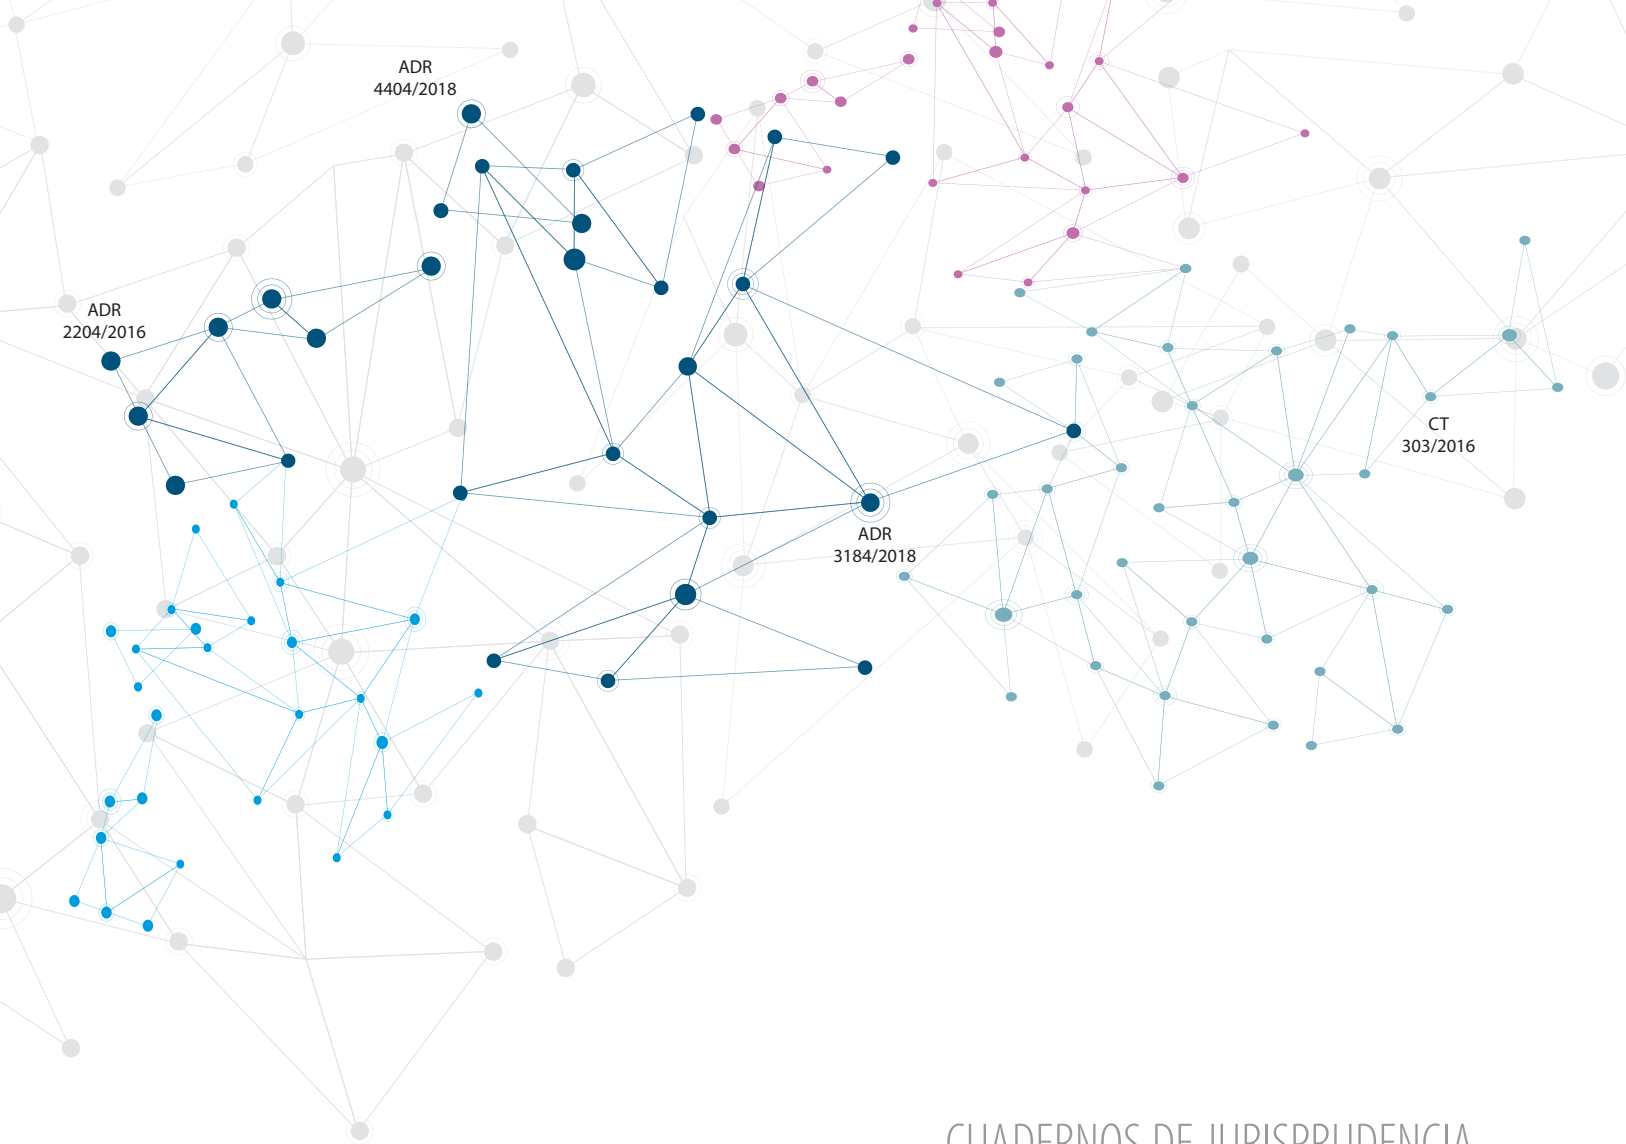 ADR
4404/2018
ADR
2204/2016
CT
303/2016
ADR
3184/2018
CUADERNOS DE JURISPRUDENCIA